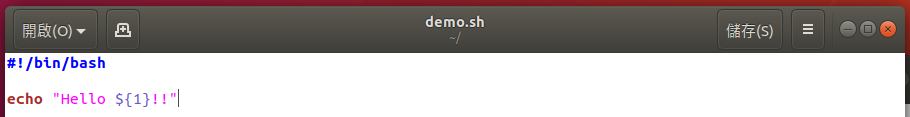 開啟(O)
demo.sh
~/
儲存(S)
#!/bin/bash
echo "Hello ${1}!!"